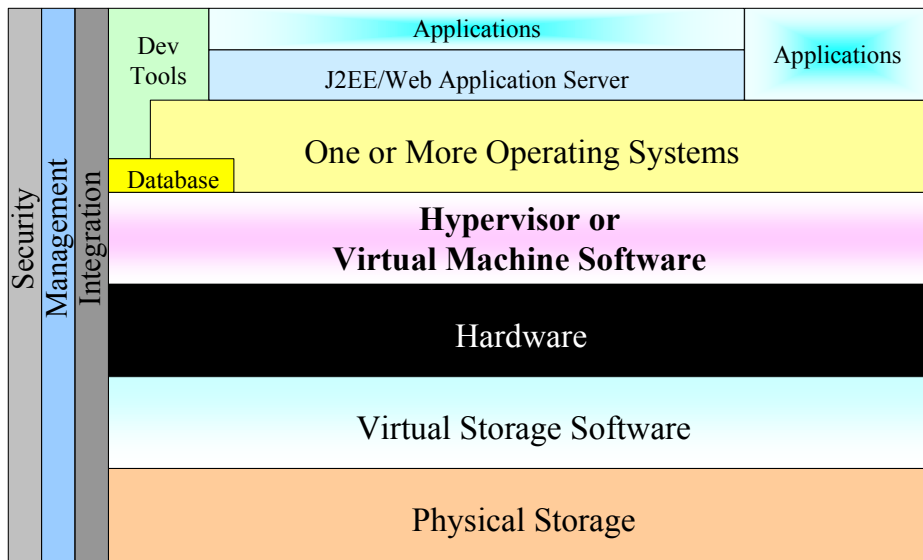 Security
Management
Integration
Dev
Tools
Applications
J2EE/Web Application Server
Applications
One or More Operating Systems
Database
Hypervisor or
Virtual Machine Software
Hardware
Virtual Storage Software
Physical Storage